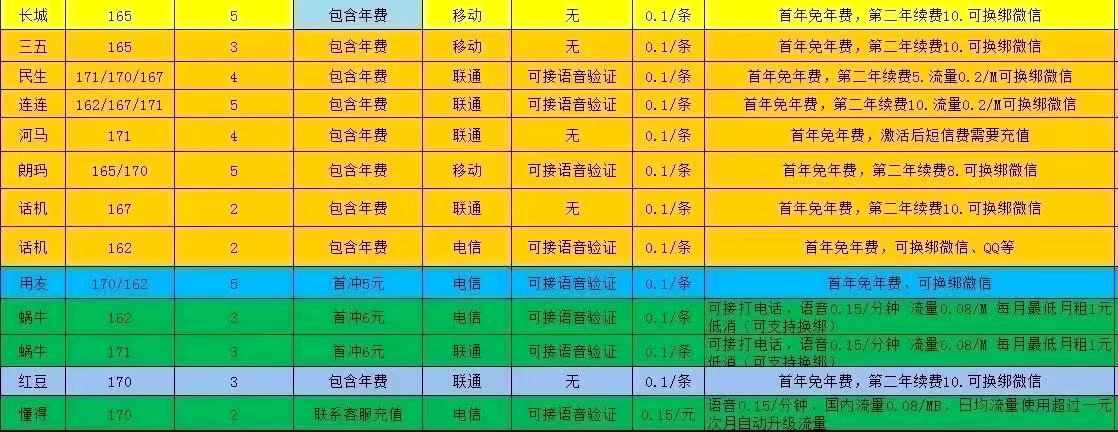 长城 165 5 包含年费 移动 无 0.1/条 首年免年费，第二年续费10.可换绑微信
三五 165 3 包含年费 移动 无 0.1/条 首年免年费，第二年续费10.可换绑微信
民生 171/170/167 4 包含年费 联通 可接语音验证 0.1/条 首年免年费，第二年续费5.流量0.2/M可换绑微信
连连 162/167/171 5 包含年费 联通 可接语音验证 0.1/条 首年免年费，第二年续费10.流量0.2/M可换绑微信
河马 171 4 包含年费 联通 可接语音验证 0.1/条 首年免年费，激活后短信费需要充值
朗玛 165/170 5 包含年费 移动 可接语音验证 0.1/条 首年免年费，第二年续费8.可换绑微信
话机 167 2 包含年费 联通 无 0.1/条 首年免年费，第二年续费10.可换绑微信
话机 162 2 包含年费 电信 可接语音验证 0.1/条 首年免年费，可换绑微信、QQ等
用友 170/162 5 首冲5元 电信 可接语音验证 0.1/条 首年免年费，可换绑微信
蜗牛 162 3 首冲6元 电信 可接语音验证 0.1/条 可接打电话，语音0.15/分钟 流量0.08/M 每月最低月租1元
低消（可支持换绑）
蜗牛 171 3 首冲6元 联通 可接语音验证 0.1/条 可接打电话，语音0.15/分钟 流量0.08/M 每月最低月租1元
低消（可支持换绑）
红豆 170 3 包含年费 联通 无 0.1/条 首年免年费，第二年续费10.可换绑微信
懂得 170 2 联系客服充值 电信 可接语音验证 0.15/元 语音0.15/分钟，国内流量0.08/MB，日均流量使用超过一元
次月自动升级流量